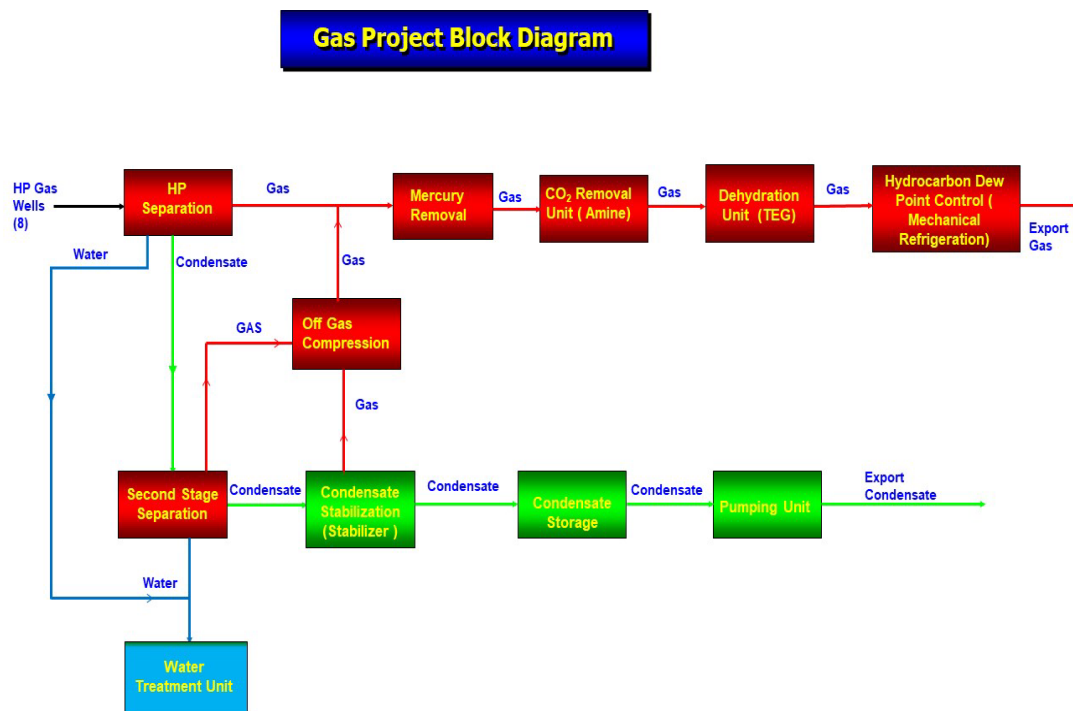 Gas Project Block Diagram
HP Gas
Wells
(8)
HP
Separation
Gas
Mercury
Removal
Gas
CO₂ Removal
Unit ( Amine)
Gas
Dehydration
Unit (TEG)
Gas
Hydrocarbon Dew
Point Control (
Mechanical
Refrigeration)
Export
Gas
Water
Condensate
Gas
GAS
Off Gas
Compression
Gas
Second Stage
Separation
Condensate
Condensate
Stabilization
(Stabilizer )
Condensate
Condensate
Storage
Condensate
Pumping Unit
Export
Condensate
Water
Water
Treatment Unit